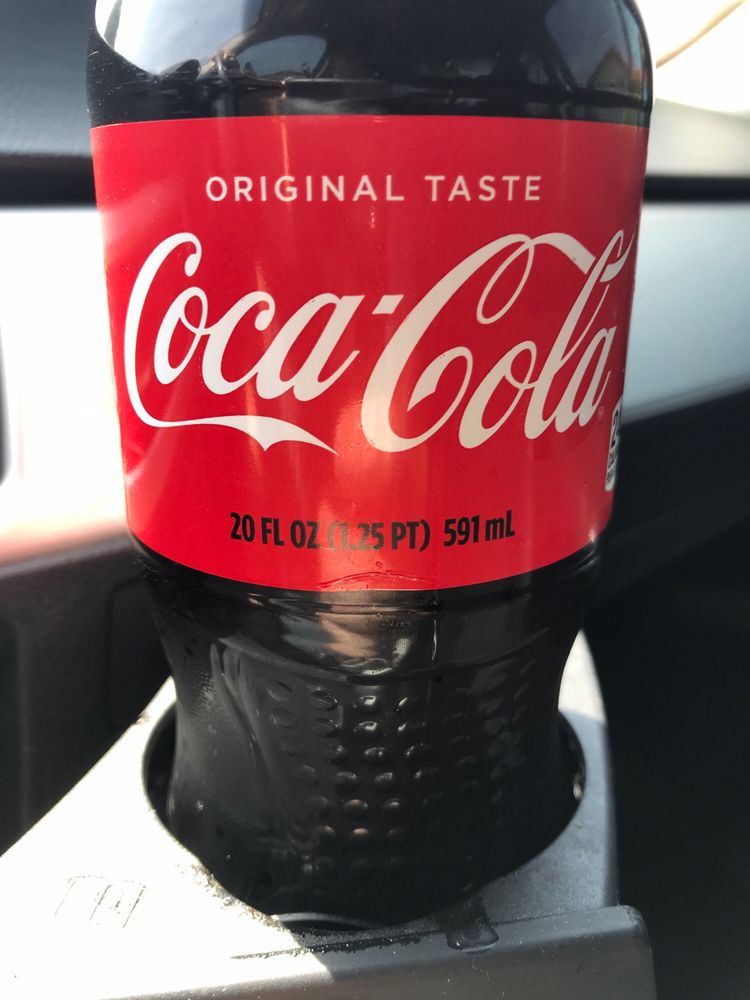 ORIGINAL TASTE
Coca-Cola
20 FL OZ (1.25 PT) 591 mL